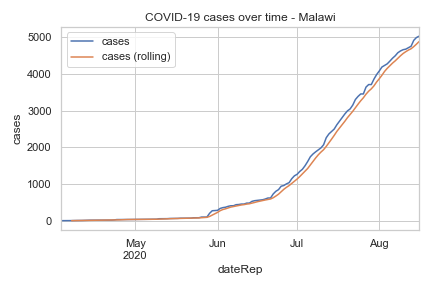 COVID-19 cases over time - Malawi
cases
cases (rolling)
5000
4000
3000
2000
1000
0
cases
May
2020
Jun
Jul
Aug
dateRep